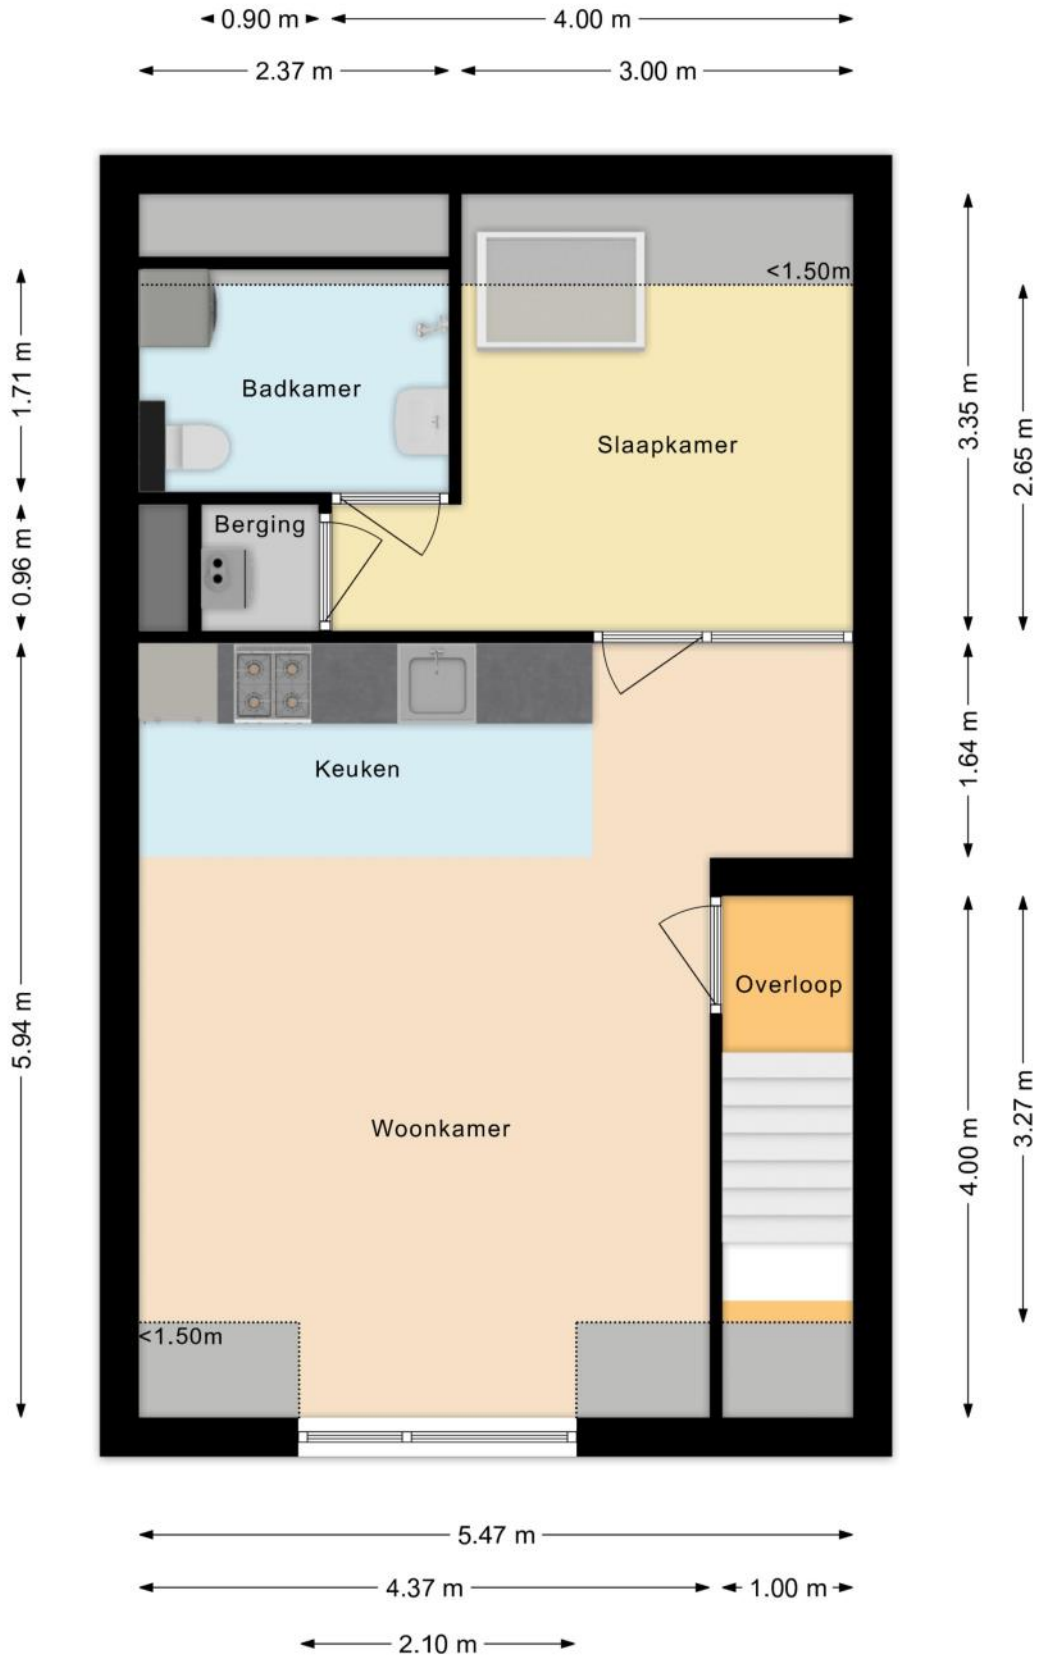 0.90 m
4.00 m
2.37 m
3.00 m
<1.50m
1.71 m
Badkamer
3.35 m
2.65 m
Slaapkamer
Berging
0.96 m
1.64 m
Keuken
Overloop
5.94 m
3.27 m
Woonkamer
4.00 m
<1.50m
5.47 m
4.37 m
1.00 m
2.10 m